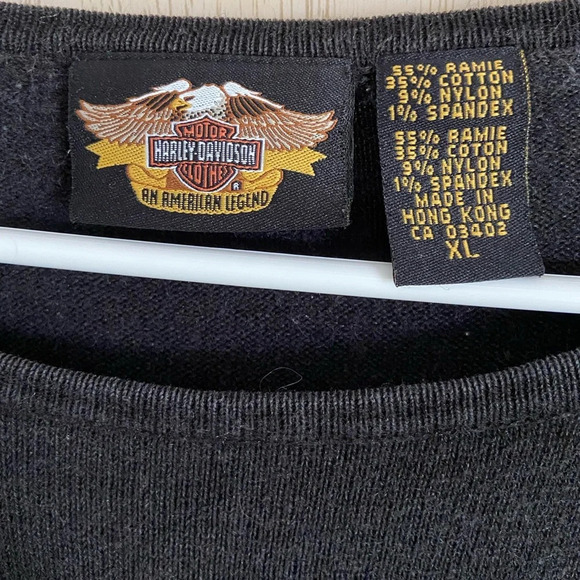 MOTOR
HARLEY-DAVIDSON
CLOTHES
®
AN AMERICAN LEGEND
55% RAMIE
35% COTTON
9% NYLON
1% SPANDEX
55% RAMIE
35% COTON
9% NYLON
1% SPANDEX
MADE IN
HONG KONG
CA 03402
XL